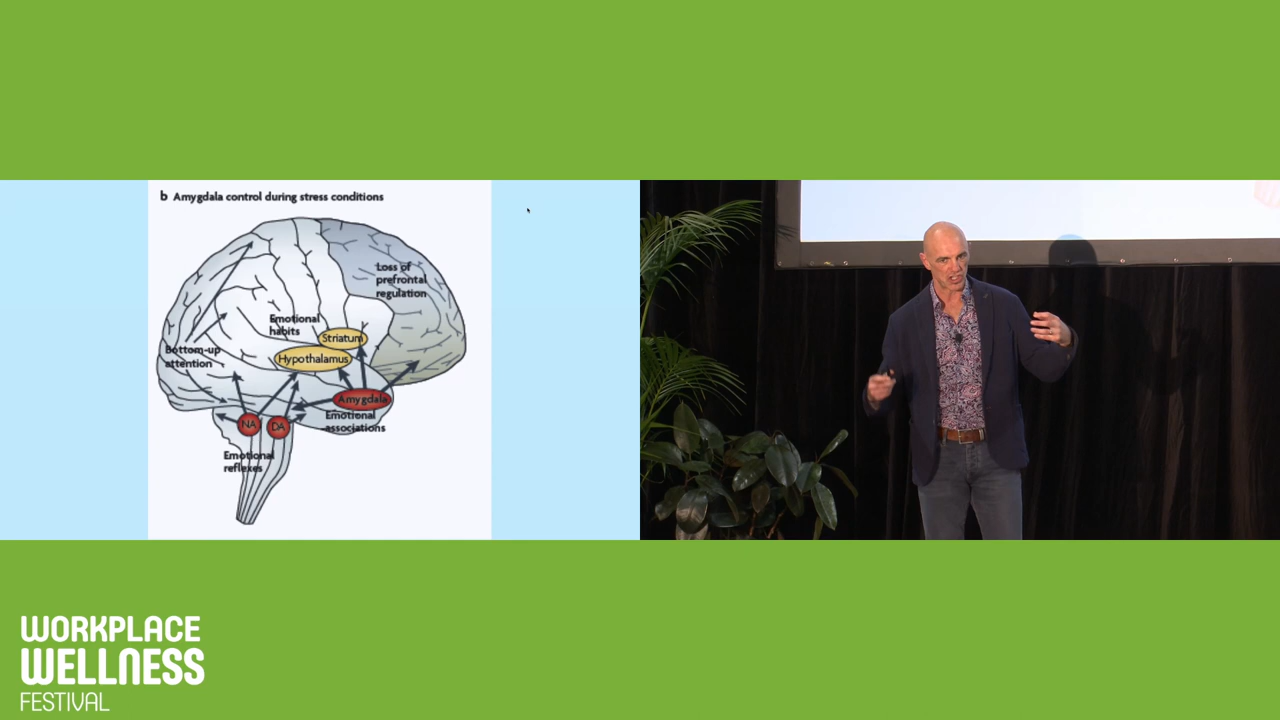 b Amygdala control during stress conditions
Loss of
prefrontal
regulation
Emotional
habits
Striatum
Bottom-up
attention
Hypothalamus
Amygdala
Emotional
associations
NA
DA
Emotional
reflexes
WORKPLACE
WELLNESS
FESTIVAL